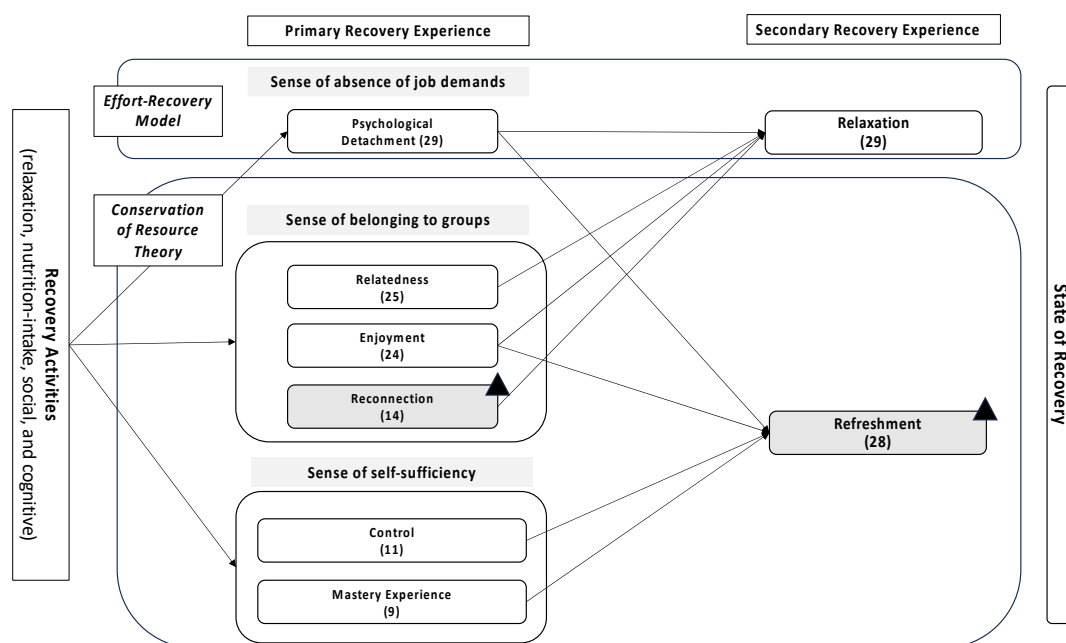 Primary Recovery Experience
Secondary Recovery Experience
Effort-Recovery
Model
Sense of absence of job demands
Psychological
Detachment (29)
Relaxation
(29)
Conservation
of Resource
Theory
Sense of belonging to groups
Relatedness
(25)
Enjoyment
(24)
Reconnection
(14)
Refreshment
(28)
Sense of self-sufficiency
Control
(11)
Mastery Experience
(9)
Recovery Activities
(relaxation, nutrition-intake, social, and cognitive)
State of Recovery